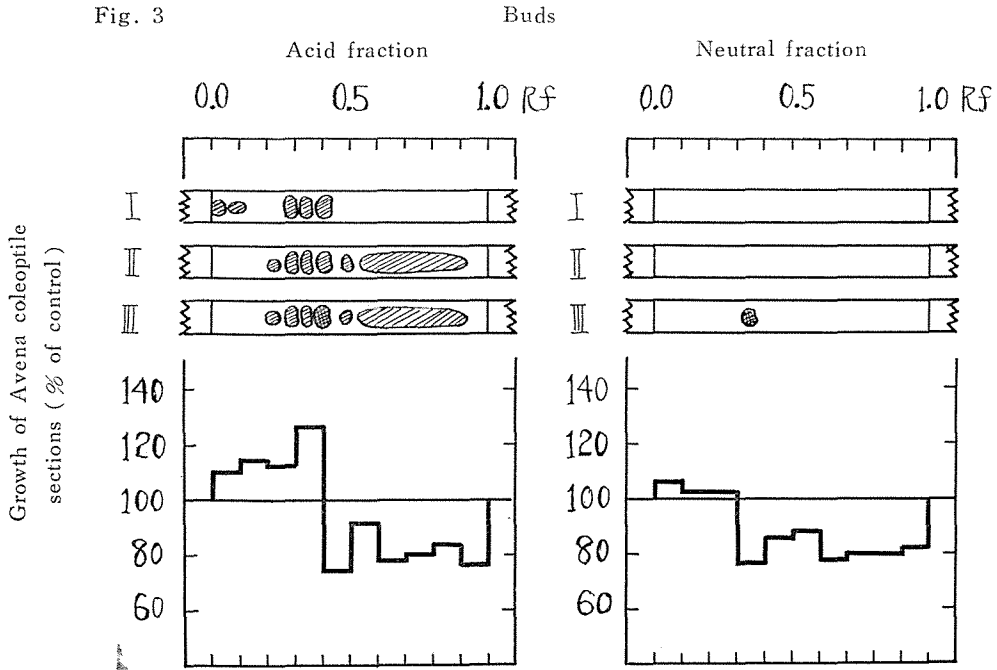 Fig. 3
Buds
Acid fraction
Neutral fraction
0.0 0.5 1.0 Rf
0.0 0.5 1.0 Rf
I
II
III
I
II
III
Growth of Avena coleoptile
sections (% of control)
140
120
100
80
60
140
120
100
80
60